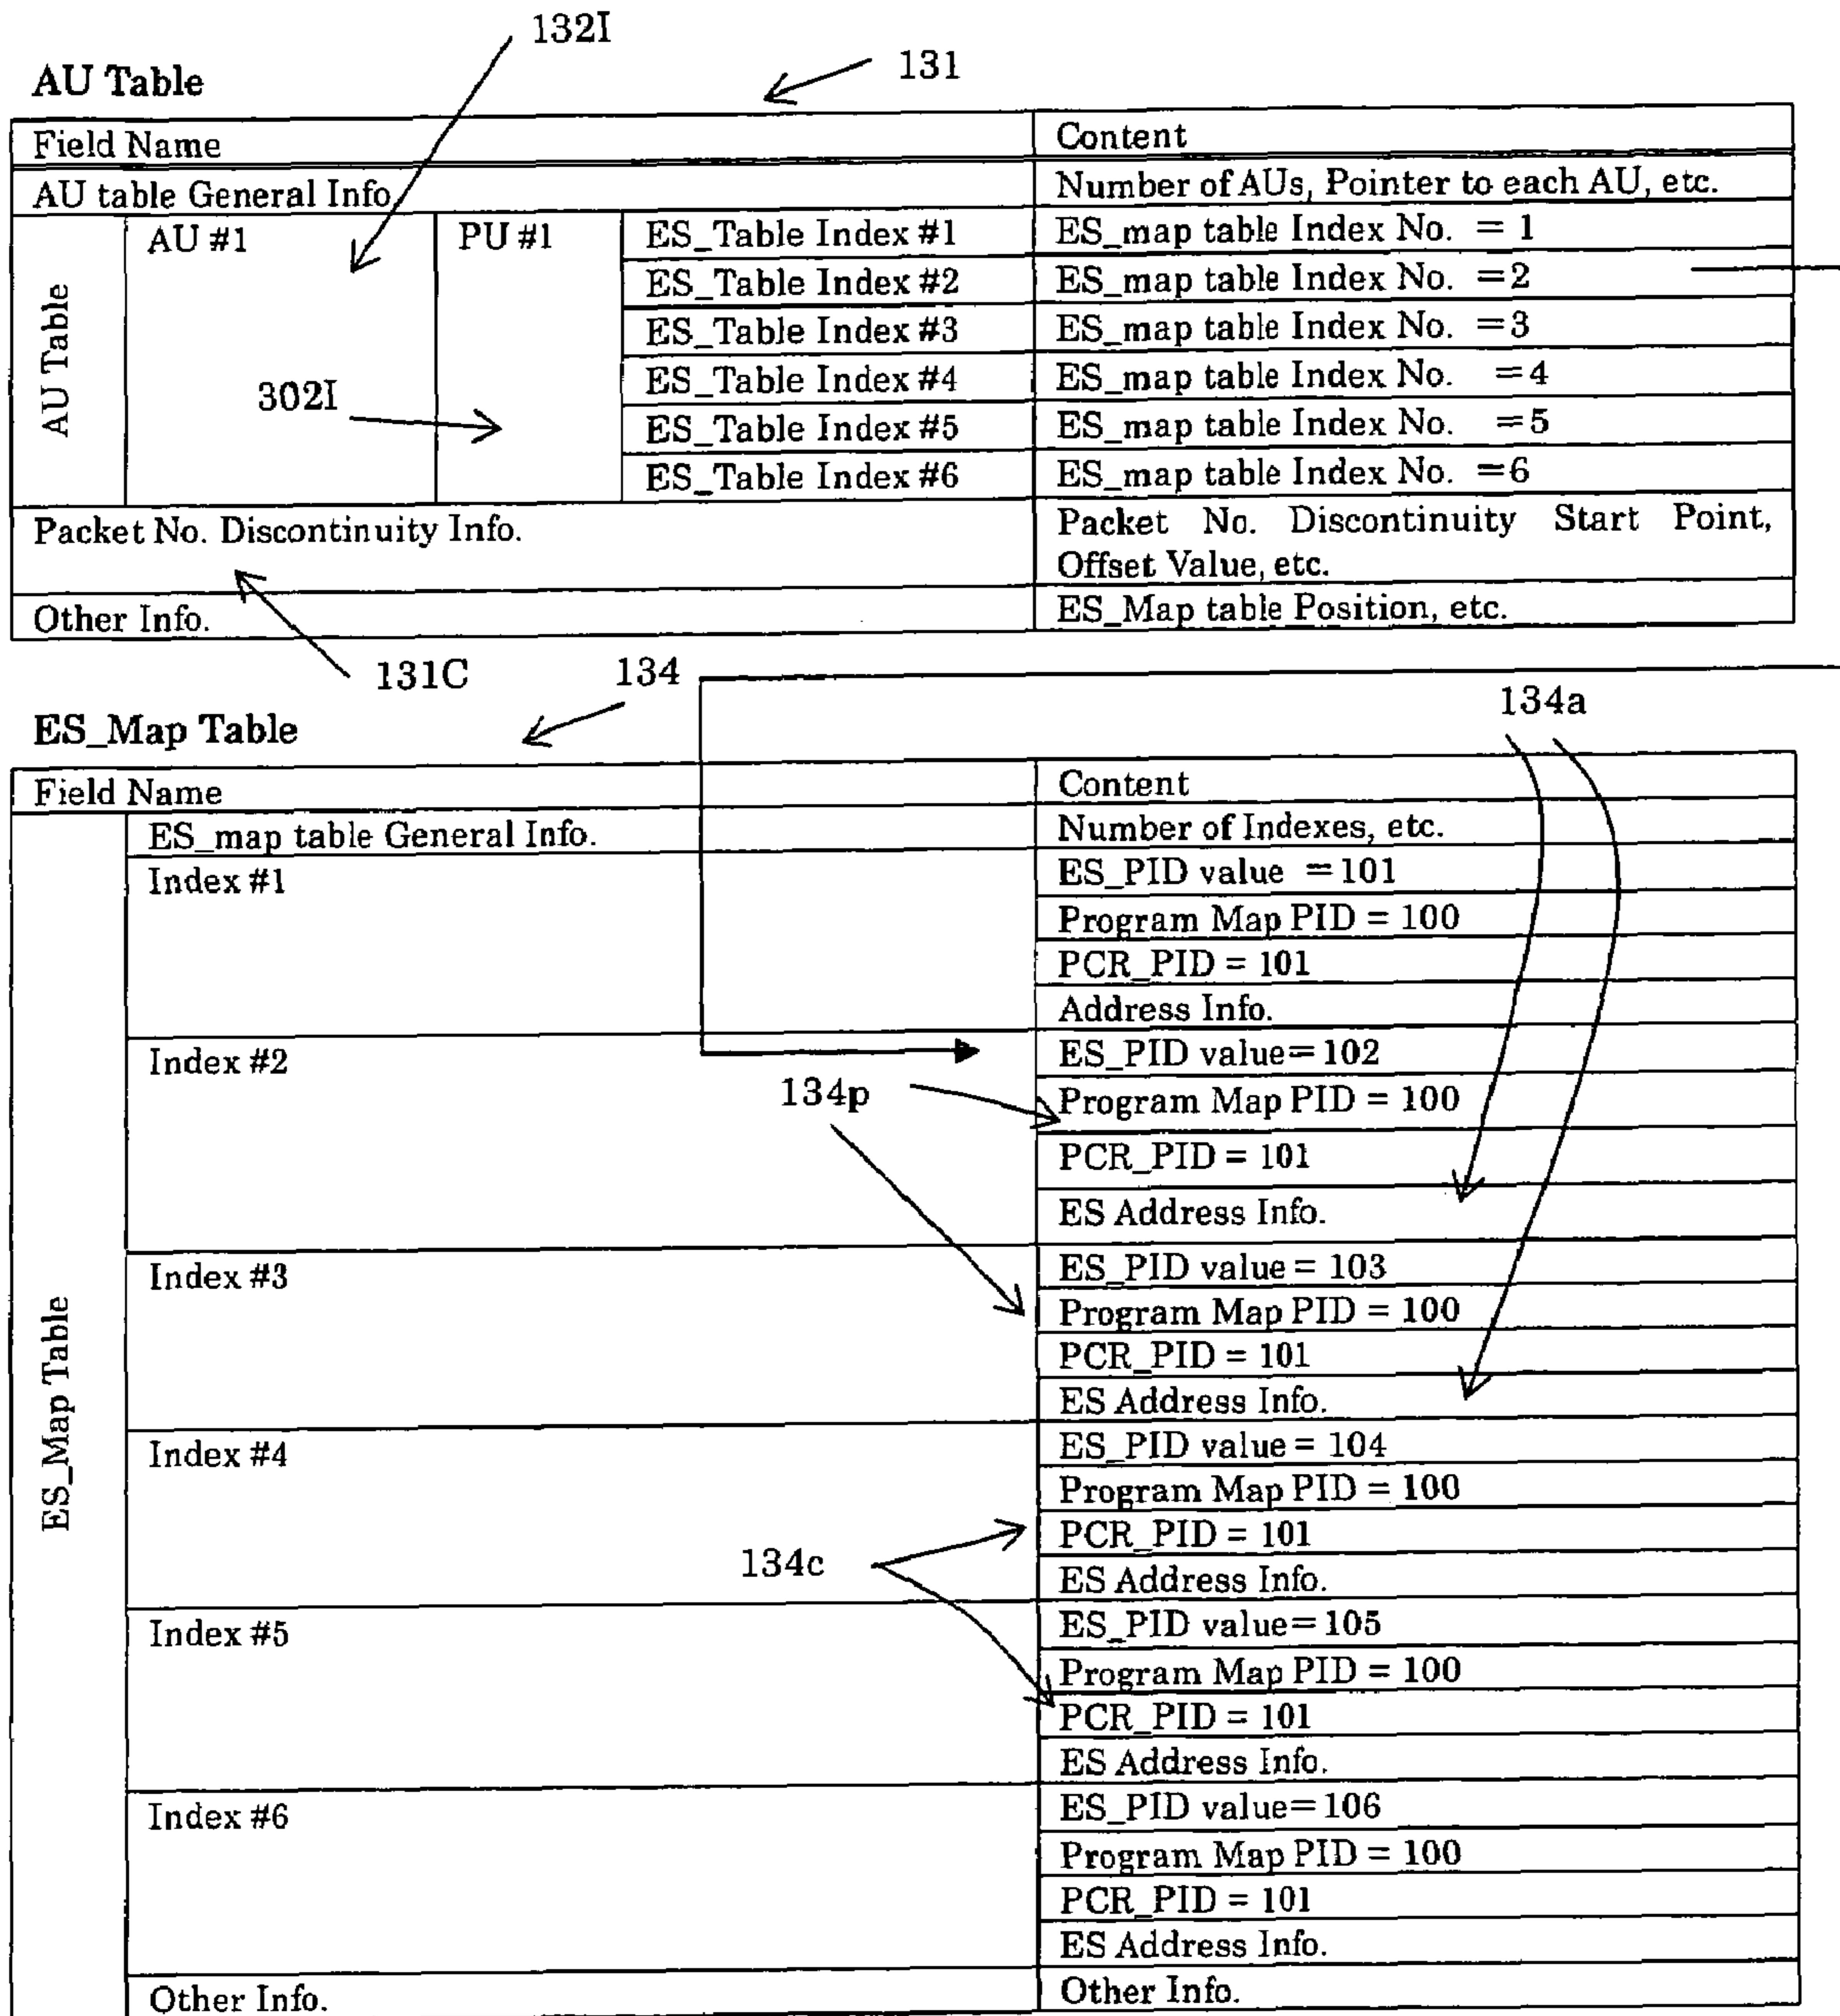 132I
131
AU Table
Field Name Content
AU table General Info. Number of AUs, Pointer to each AU, etc.
AU Table
AU #1 PU #1 ES_Table Index #1 ES_map table Index No. = 1
ES_Table Index #2 ES_map table Index No. =2
ES_Table Index #3 ES_map table Index No. =3
ES_Table Index #4 ES_map table Index No. =4
302I
ES_Table Index #5 ES_map table Index No. =5
ES_Table Index #6 ES_map table Index No. =6
Packet No. Discontinuity Info. Packet No. Discontinuity Start Point,
Offset Value, etc.
Other Info. ES_Map table Position, etc.
131C 134
134a
ES_Map Table
Field Name Content
ES_map table General Info. Number of Indexes, etc.
Index #1 ES_PID value =101
Program Map PID = 100
PCR_PID = 101
Address Info.
Index #2 ES_PID value=102
134p
Program Map PID = 100
PCR_PID = 101
ES Address Info.
Index #3 ES_PID value = 103
Program Map PID = 100
PCR_PID = 101
ES Address Info.
ES_Map Table
Index #4 ES_PID value = 104
Program Map PID = 100
PCR_PID = 101
134c
ES Address Info.
Index #5 ES_PID value=105
Program Map PID = 100
PCR_PID = 101
ES Address Info.
Index #6 ES_PID value=106
Program Map PID = 100
PCR_PID = 101
ES Address Info.
Other Info. Other Info.